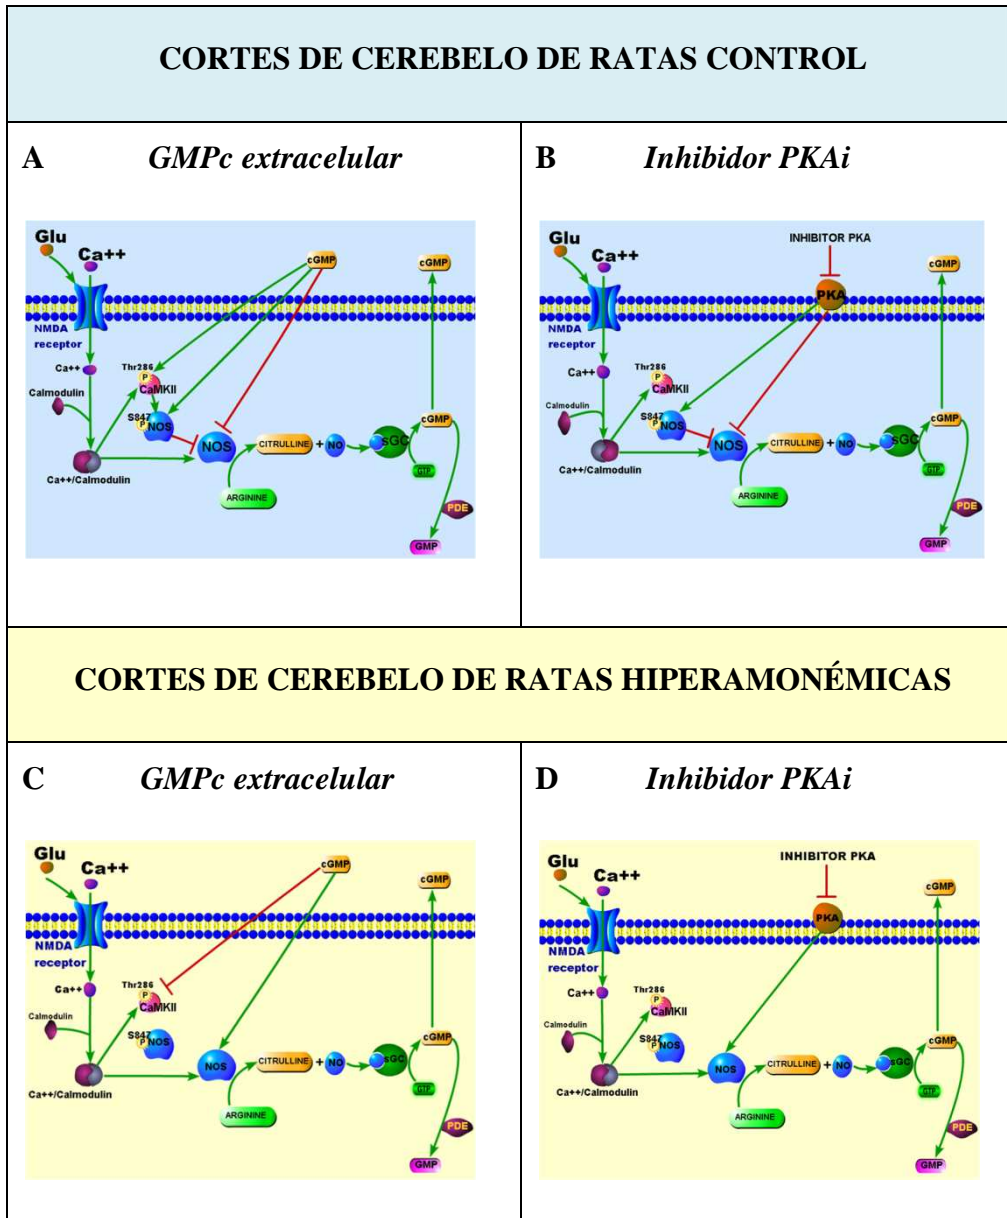 CORTES DE CEREBELO DE RATAS CONTROL
A GMPc extracelular
Glu
Ca++
cGMP
cGMP
NMDA
receptor
Ca++
Thr286
P
CaMKII
Calmodulin
S847
P
NOS
NOS
CITRULLINE + NO
sGC
cGMP
GTP
Ca++/Calmodulin
ARGININE
PDE
GMP
B Inhibidor PKAi
Glu
Ca++
INHIBITOR PKA
cGMP
PKA
NMDA
receptor
Ca++
Thr286
P
CaMKII
Calmodulin
S847
P
NOS
NOS
CITRULLINE + NO
sGC
cGMP
GTP
Ca++/Calmodulin
ARGININE
PDE
GMP
CORTES DE CEREBELO DE RATAS HIPERAMONÉMICAS
C GMPc extracelular
Glu
Ca++
cGMP
cGMP
NMDA
receptor
Ca++
Thr286
P
CaMKII
Calmodulin
S847
P
NOS
NOS
CITRULLINE + NO
sGC
cGMP
GTP
Ca++/Calmodulin
ARGININE
PDE
GMP
D Inhibidor PKAi
Glu
Ca++
INHIBITOR PKA
cGMP
PKA
NMDA
receptor
Ca++
Thr286
P
CaMKII
Calmodulin
S847
P
NOS
NOS
CITRULLINE + NO
sGC
cGMP
GTP
Ca++/Calmodulin
ARGININE
PDE
GMP